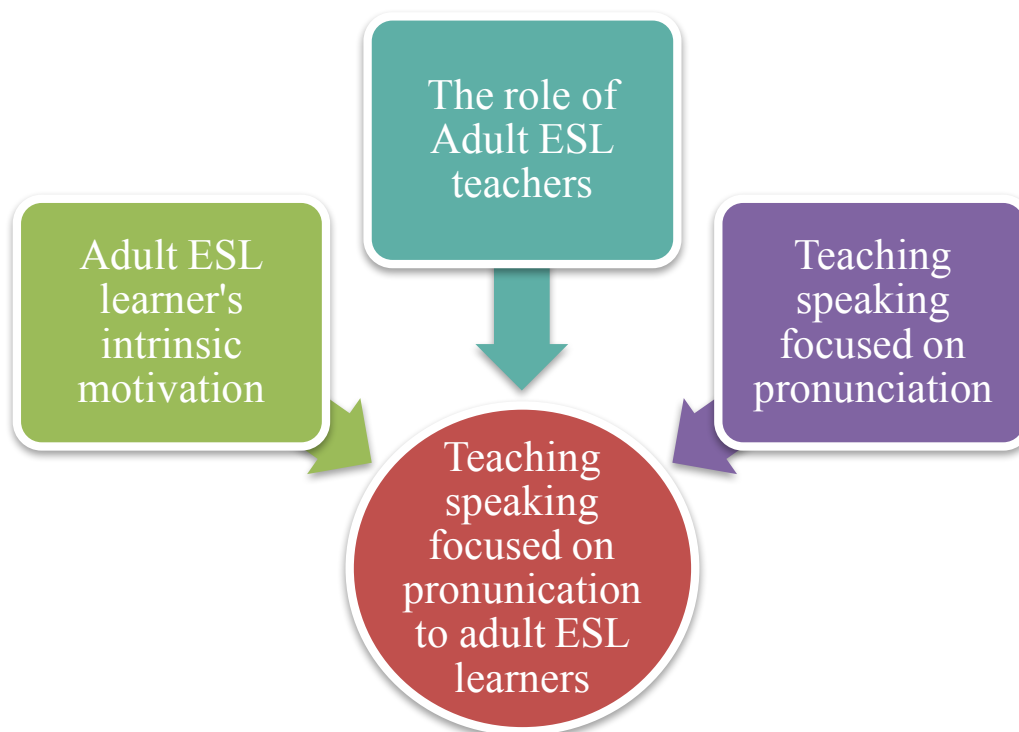 The role of
Adult ESL
teachers
Adult ESL
learner's
intrinsic
motivation
Teaching
speaking
focused on
pronunciation
Teaching
speaking
focused on
pronunication
to adult ESL
learners